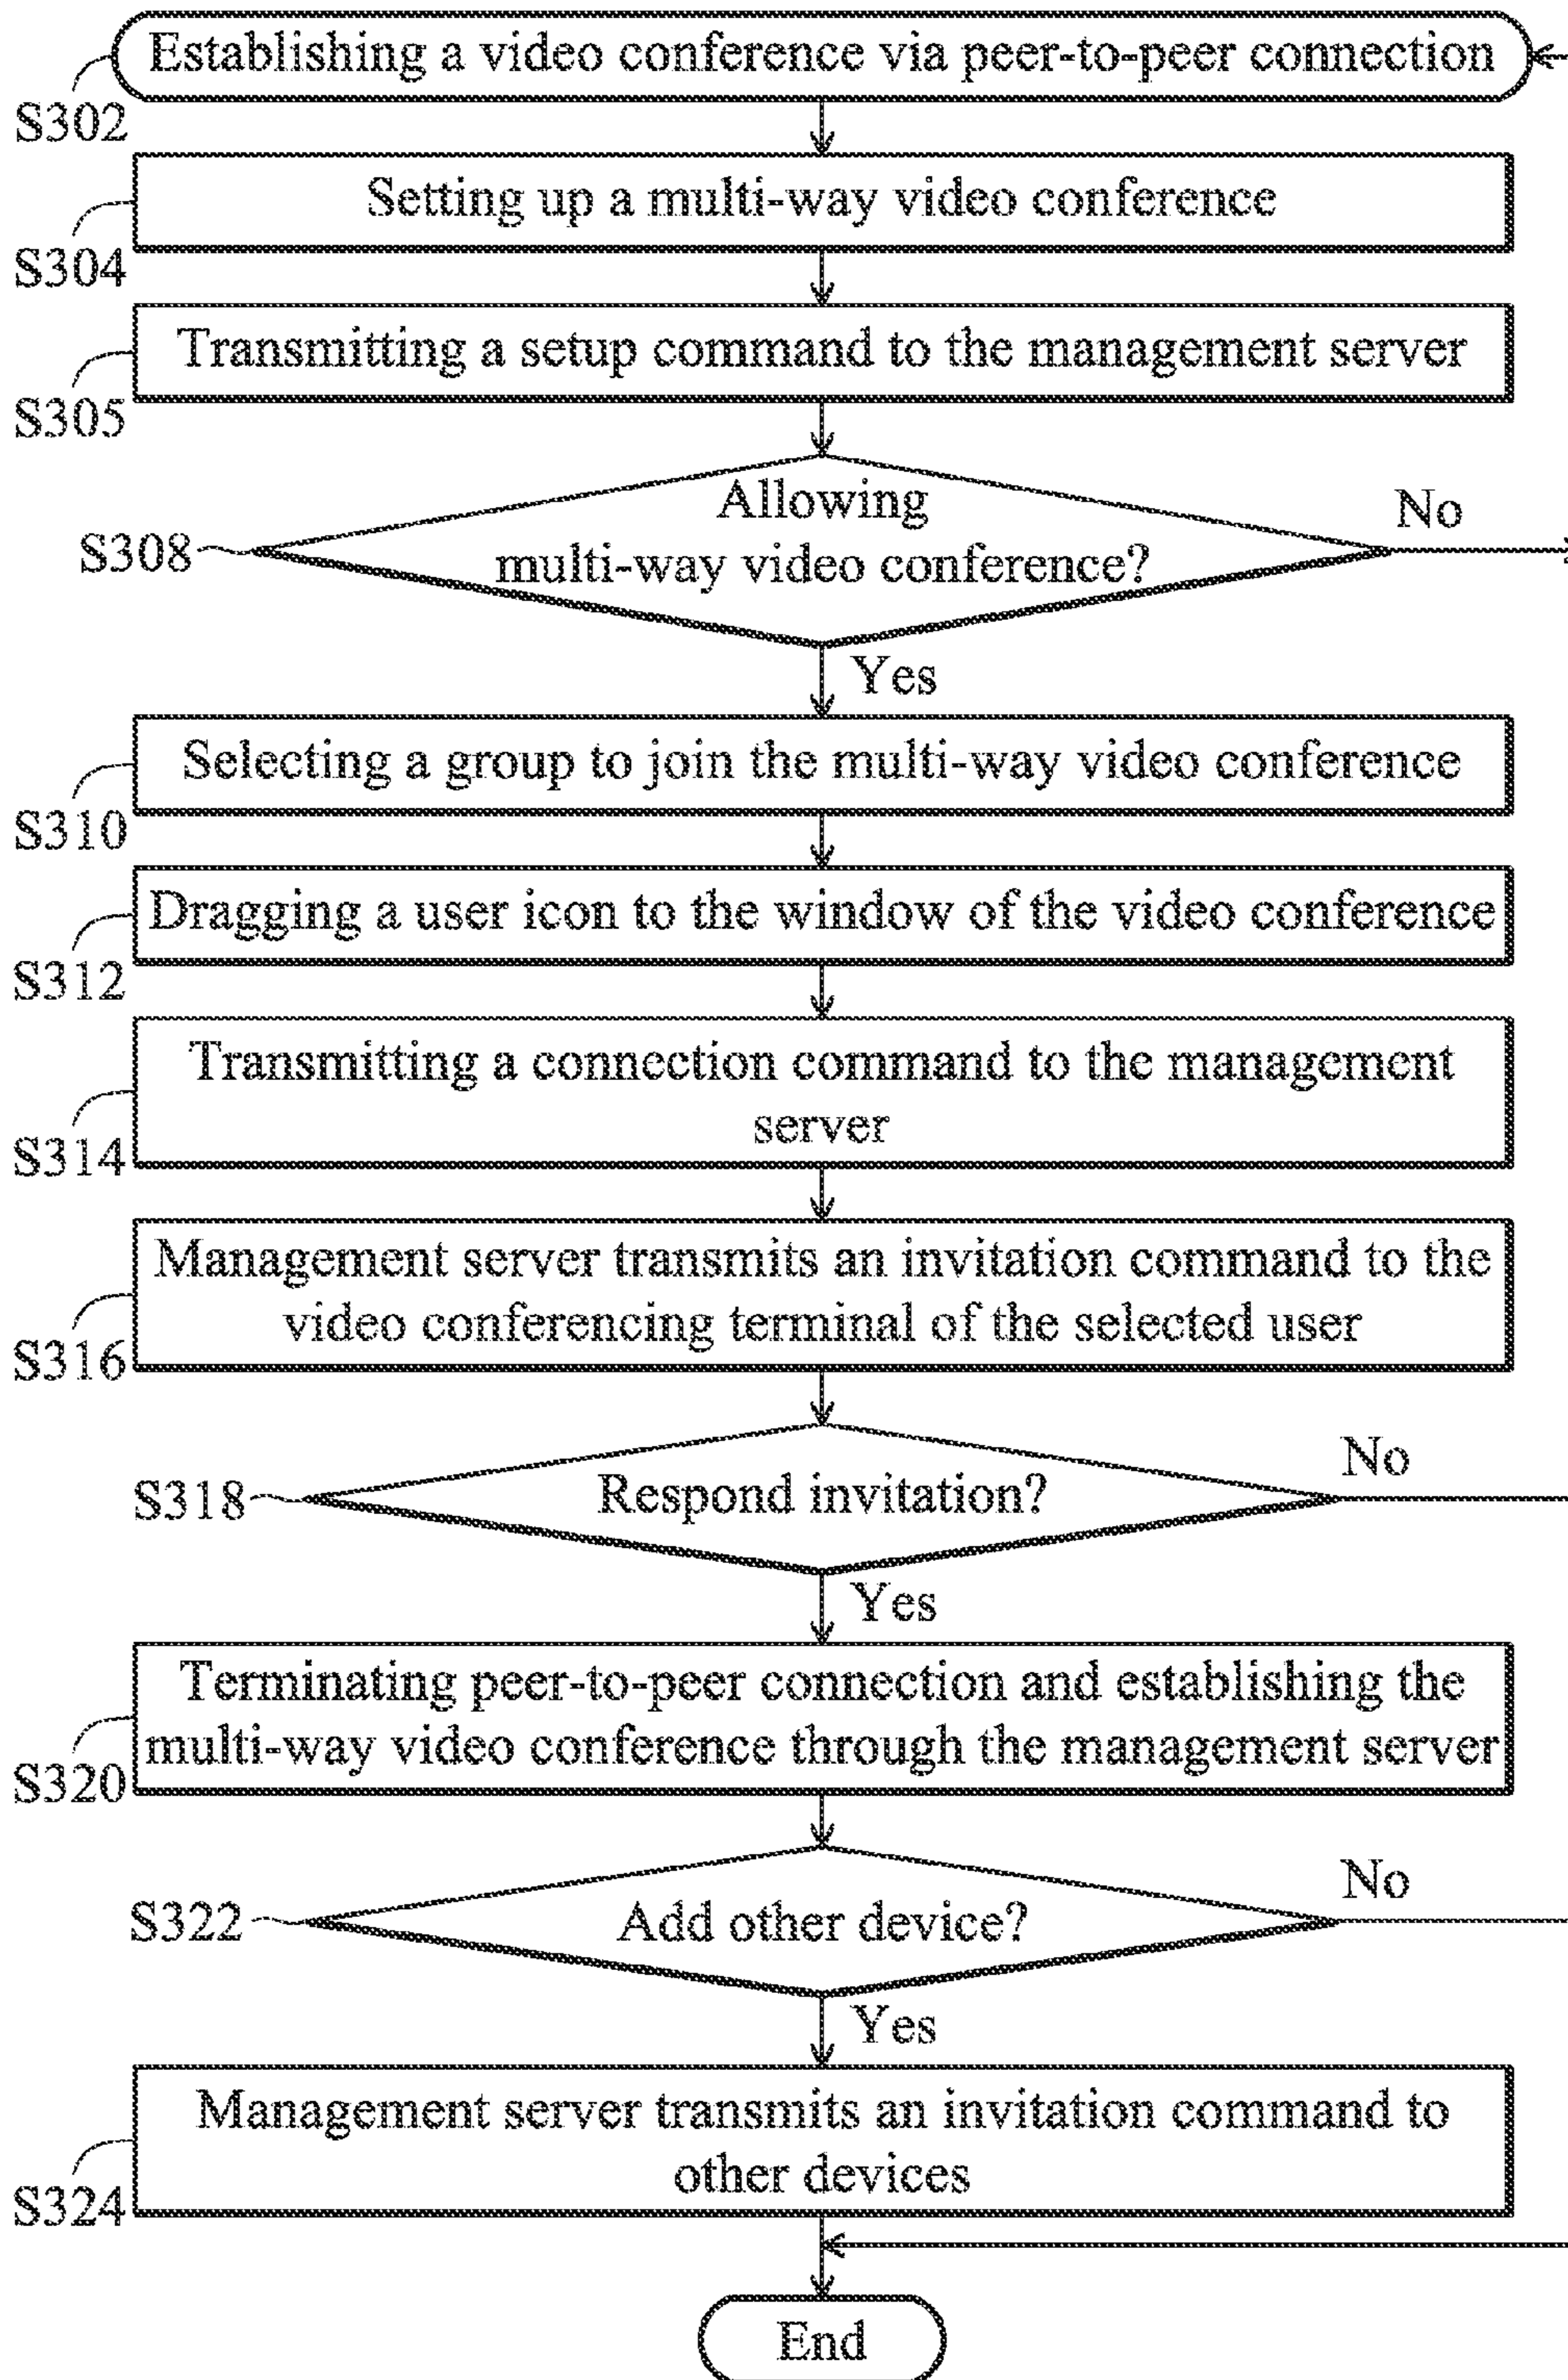 Establishing a video conference via peer-to-peer connection
S302
Setting up a multi-way video conference
S304
Transmitting a setup command to the management server
S305
Allowing
multi-way video conference?
No
S308
Yes
Selecting a group to join the multi-way video conference
S310
Dragging a user icon to the window of the video conference
S312
Transmitting a connection command to the management
server
S314
Management server transmits an invitation command to the
video conferencing terminal of the selected user
S316
No
Respond invitation?
S318
Yes
Terminating peer-to-peer connection and establishing the
multi-way video conference through the management server
S320
No
Add other device?
S322
Yes
Management server transmits an invitation command to
other devices
S324
End